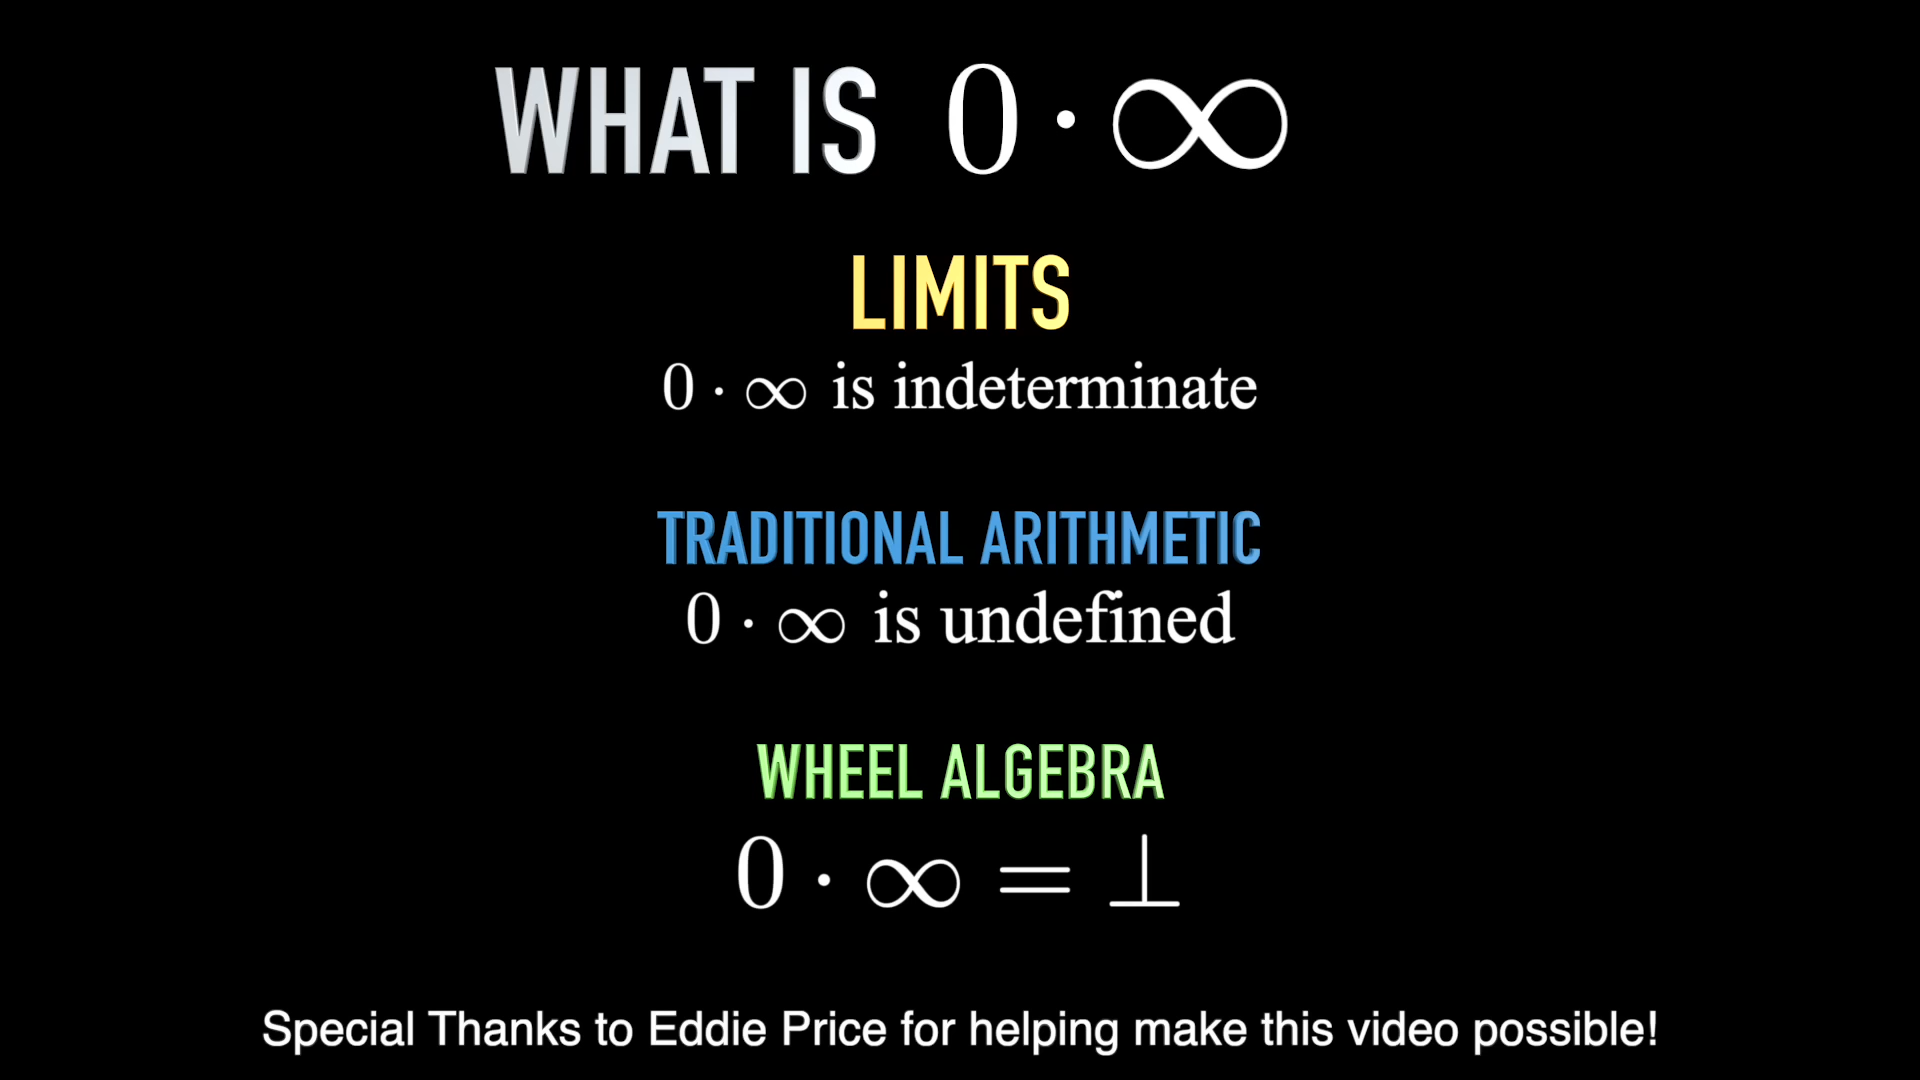 WHAT IS 0 · ∞
LIMITS
0 · ∞ is indeterminate
TRADITIONAL ARITHMETIC
0 · ∞ is undefined
WHEEL ALGEBRA
0 · ∞ = ⊥
Special Thanks to Eddie Price for helping make this video possible!